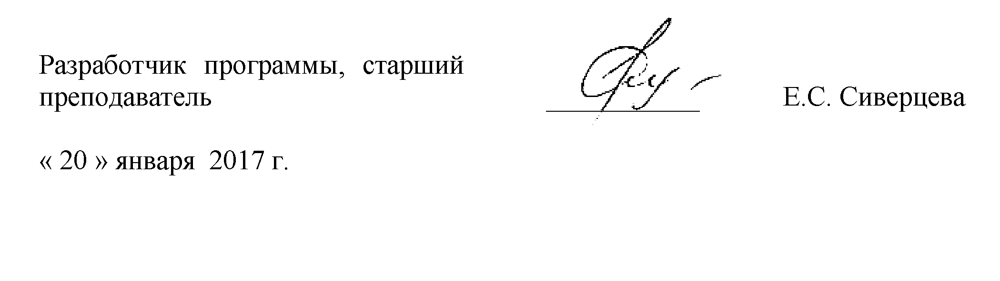 Разработчик программы, старший
преподаватель
Е.С. Сиверцева
« 20 » января 2017 г.